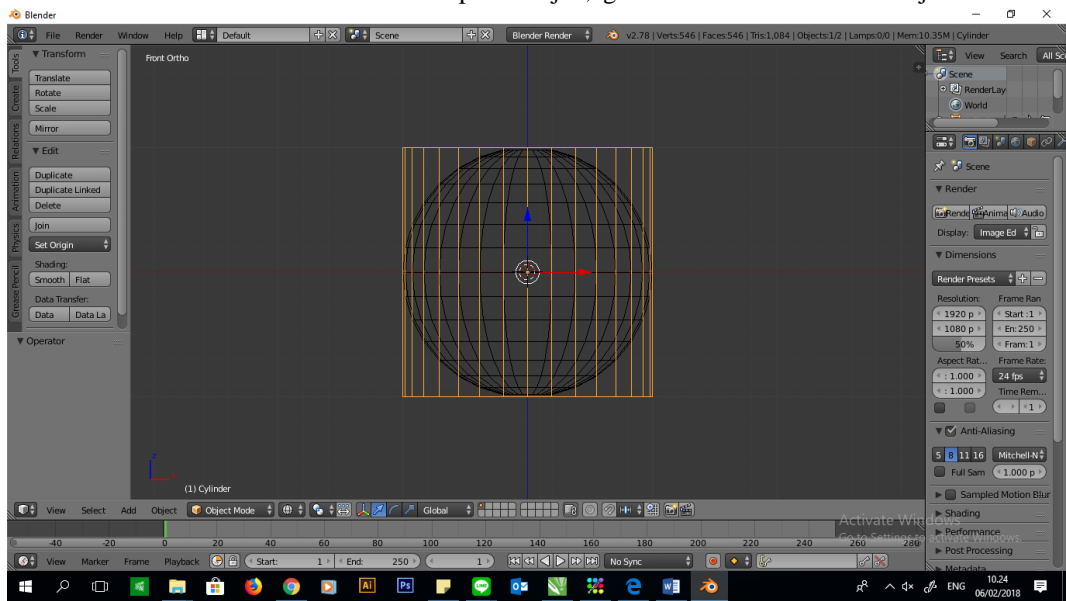 Blender
File Render Window Help Default Scene Blender Render v2.78 | Verts:546 | Faces:546 | Tris:1,084 | Objects:1/2 | Lamps:0/0 | Mem:10.35M | Cylinder
View Search All Sc
Tools
Create
Relations
Animation
Physics
Grease Pencil
Transform
Translate
Rotate
Scale
Mirror
Edit
Duplicate
Duplicate Linked
Delete
Join
Set Origin
Shading:
Smooth Flat
Data Transfer:
Data Data La
Operator
Front Ortho
z
(1) Cylinder
Scene
RenderLay
World
Scene
Render
Rende Anima Audio
Display: Image Ed
Dimensions
Render Presets
Resolution: Frame Ran
1920 p Start :1
1080 p En: 250
50% Fram: 1
Aspect Rat... Frame Rate:
: 1.000 24 fps
: 1.000 Time Rem...
1
Anti-Aliasing
5 8 11 16 Mitchell-N
Full Sam 1.000 p
Sampled Motion Blur
Shading
Performance
Post Processing
Metadata
Activate Windows
Go to Settings to activate Windows.
View Select Add Object Object Mode Global
-40 -20 0 20 40 60 80 100 120 140 160 180 200 220 240 260 280
View Marker Frame Playback Start: 1 End: 250 1 No Sync
Ai Ps LINE ENG 10.24
06/02/2018